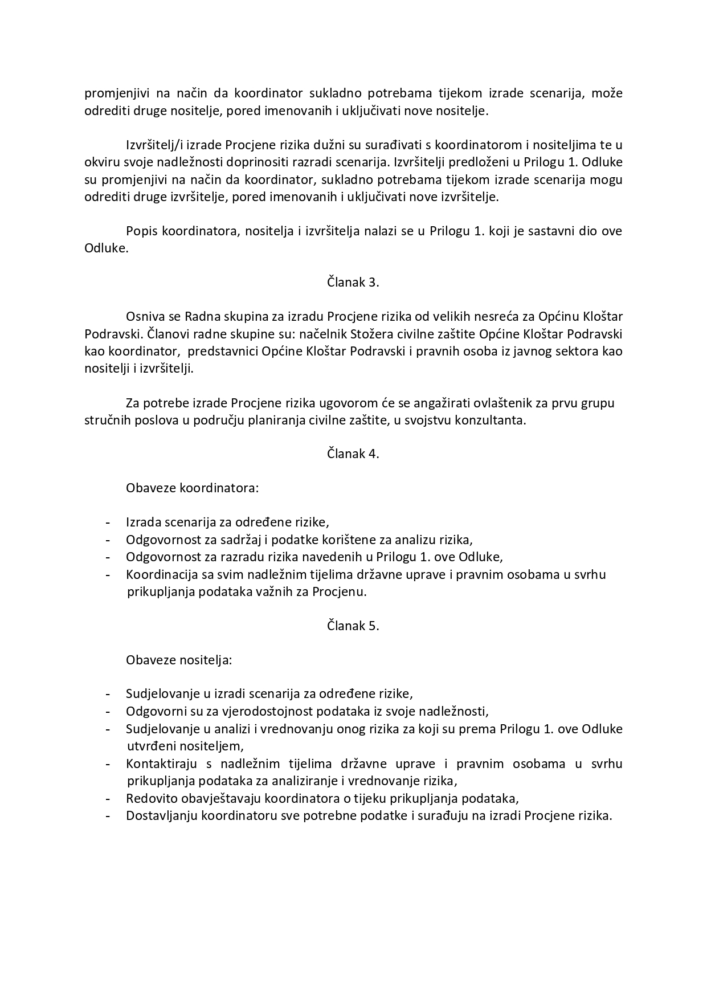 promjenjivi na način da koordinator sukladno potrebama tijekom izrade scenarija, može
odrediti druge nositelje, pored imenovanih i uključivati nove nositelje.
Izvršitelj/i izrade Procjene rizika dužni su surađivati s koordinatorom i nositeljima te u
okviru svoje nadležnosti doprinositi razradi scenarija. Izvršitelji predloženi u Prilogu 1. Odluke
su promjenjivi na način da koordinator, sukladno potrebama tijekom izrade scenarija mogu
odrediti druge izvršitelje, pored imenovanih i uključivati nove izvršitelje.
Popis koordinatora, nositelja i izvršitelja nalazi se u Prilogu 1. koji je sastavni dio ove
Odluke.
Članak 3.
Osniva se Radna skupina za izradu Procjene rizika od velikih nesreća za Općinu Kloštar
Podravski. Članovi radne skupine su: načelnik Stožera civilne zaštite Općine Kloštar Podravski
kao koordinator,  predstavnici Općine Kloštar Podravski i pravnih osoba iz javnog sektora kao
nositelji i izvršitelji.
Za potrebe izrade Procjene rizika ugovorom će se angažirati ovlaštenik za prvu grupu
stručnih poslova u području planiranja civilne zaštite, u svojstvu konzultanta.
Članak 4.
Obaveze koordinatora:
- Izrada scenarija za određene rizike,
- Odgovornost za sadržaj i podatke korištene za analizu rizika,
- Odgovornost za razradu rizika navedenih u Prilogu 1. ove Odluke,
- Koordinacija sa svim nadležnim tijelima državne uprave i pravnim osobama u svrhu
prikupljanja podataka važnih za Procjenu.
Članak 5.
Obaveze nositelja:
- Sudjelovanje u izradi scenarija za određene rizike,
- Odgovorni su za vjerodostojnost podataka iz svoje nadležnosti,
- Sudjelovanje u analizi i vrednovanju onog rizika za koji su prema Prilogu 1. ove Odluke
utvrđeni nositeljem,
- Kontaktiraju s nadležnim tijelima državne uprave i pravnim osobama u svrhu
prikupljanja podataka za analiziranje i vrednovanje rizika,
- Redovito obavještavaju koordinatora o tijeku prikupljanja podataka,
- Dostavljanju koordinatoru sve potrebne podatke i surađuju na izradi Procjene rizika.